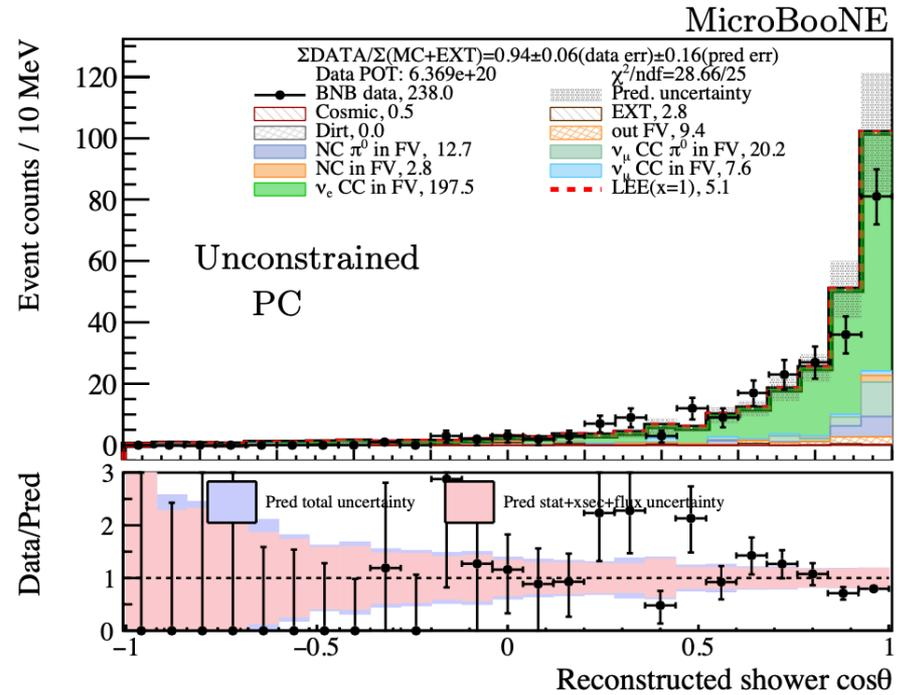 MicroBooNE
ΣDATA/Σ(MC+EXT)=0.94±0.06(data err)±0.16(pred err)
Data POT: 6.369e+20 χ²/ndf=28.66/25
BNB data, 238.0 Pred. uncertainty
Cosmic, 0.5 EXT, 2.8
Dirt, 0.0 out FV, 9.4
NC π⁰ in FV, 12.7 νμ CC π⁰ in FV, 20.2
NC in FV, 2.8 νμ CC in FV, 7.6
νe CC in FV, 197.5 LEE(x=1), 5.1
Unconstrained
PC
Event counts / 10 MeV
120
100
80
60
40
20
0
Pred total uncertainty Pred stat+xsec+flux uncertainty
Data/Pred
3
2
1
0
−1 −0.5 0 0.5 1
Reconstructed shower cosθ